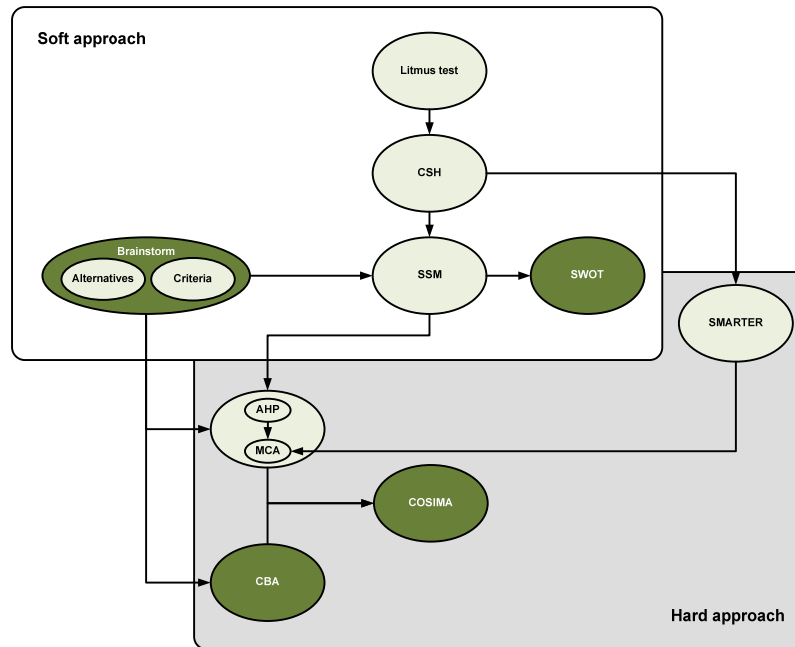 Soft approach
Litmus test
CSH
Brainstorm
Alternatives
Criteria
SSM
SWOT
SMARTER
AHP
MCA
COSIMA
CBA
Hard approach